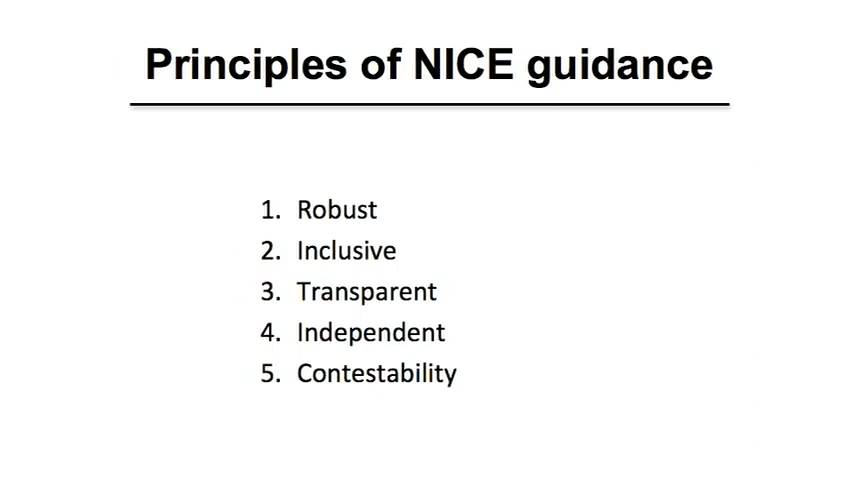 Principles of NICE guidance
1. Robust
2. Inclusive
3. Transparent
4. Independent
5. Contestability